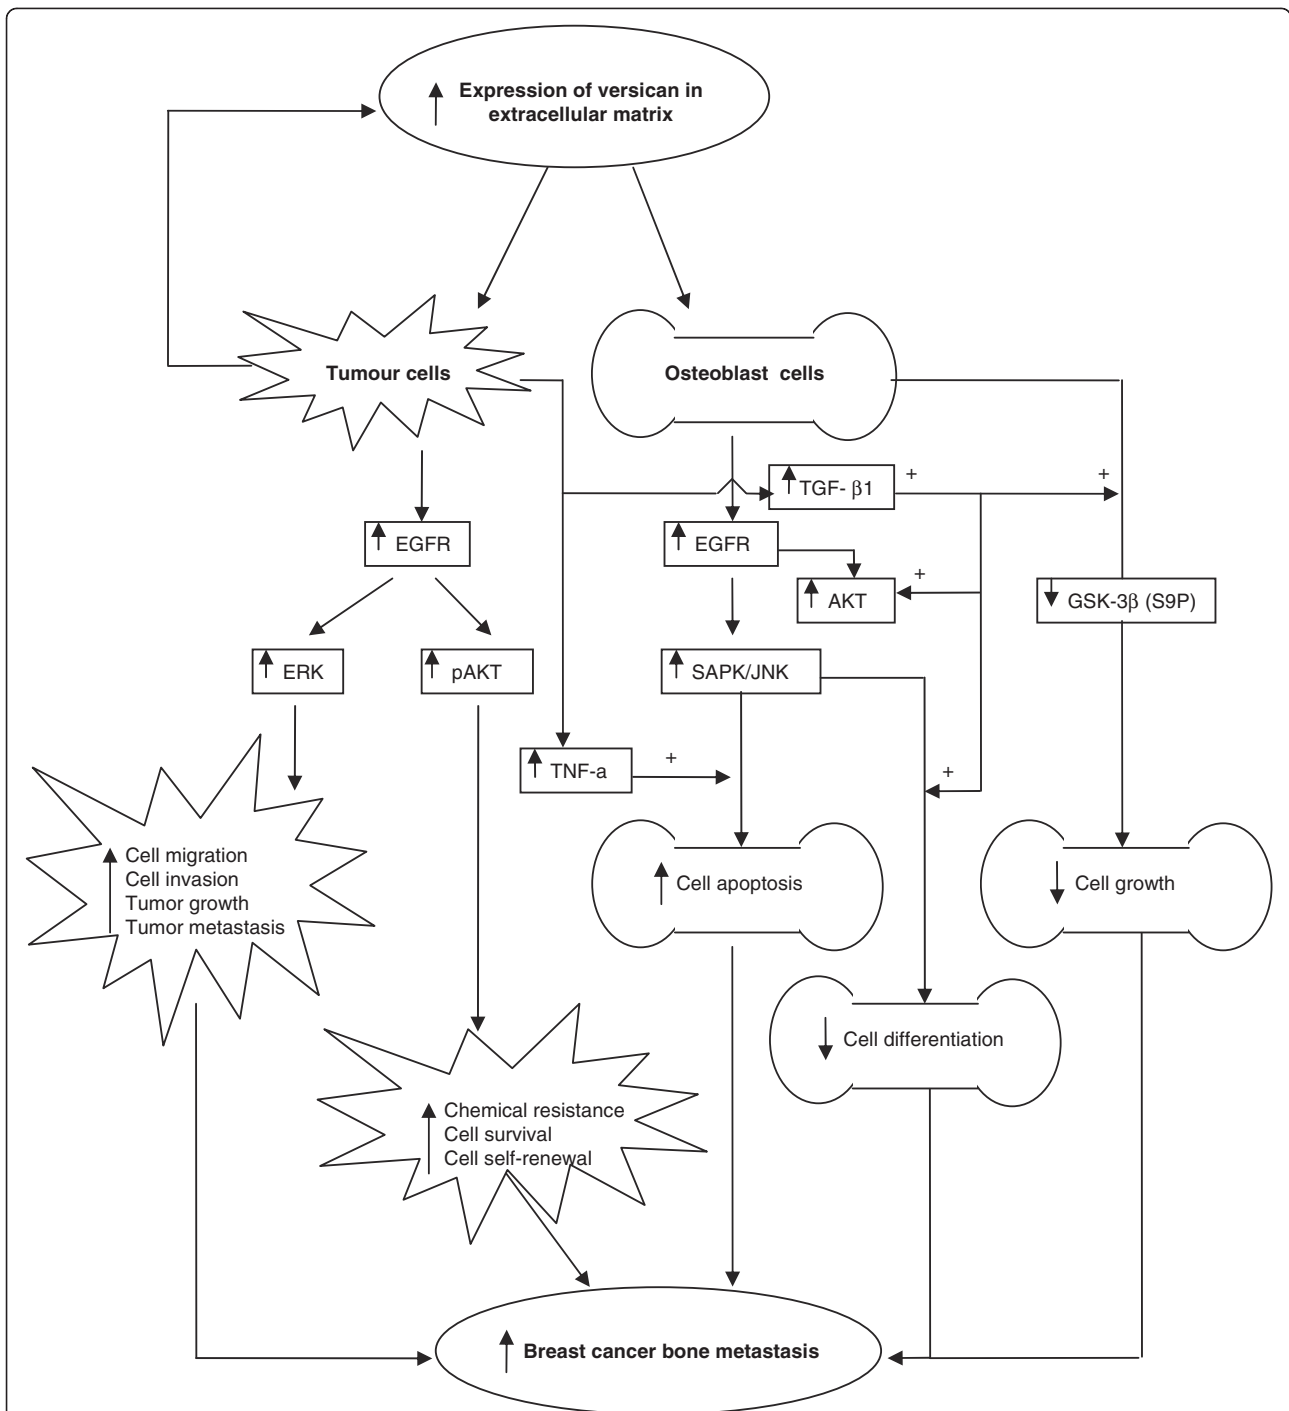 Expression of versican in
extracellular matrix
Tumour cells
Osteoblast cells
TGF- β1
+
+
EGFR
EGFR
AKT
+
GSK-3β (S9P)
ERK
pAKT
SAPK/JNK
TNF-a
+
+
Cell migration
Cell invasion
Tumor growth
Tumor metastasis
Cell apoptosis
Cell growth
Cell differentiation
Chemical resistance
Cell survival
Cell self-renewal
Breast cancer bone metastasis